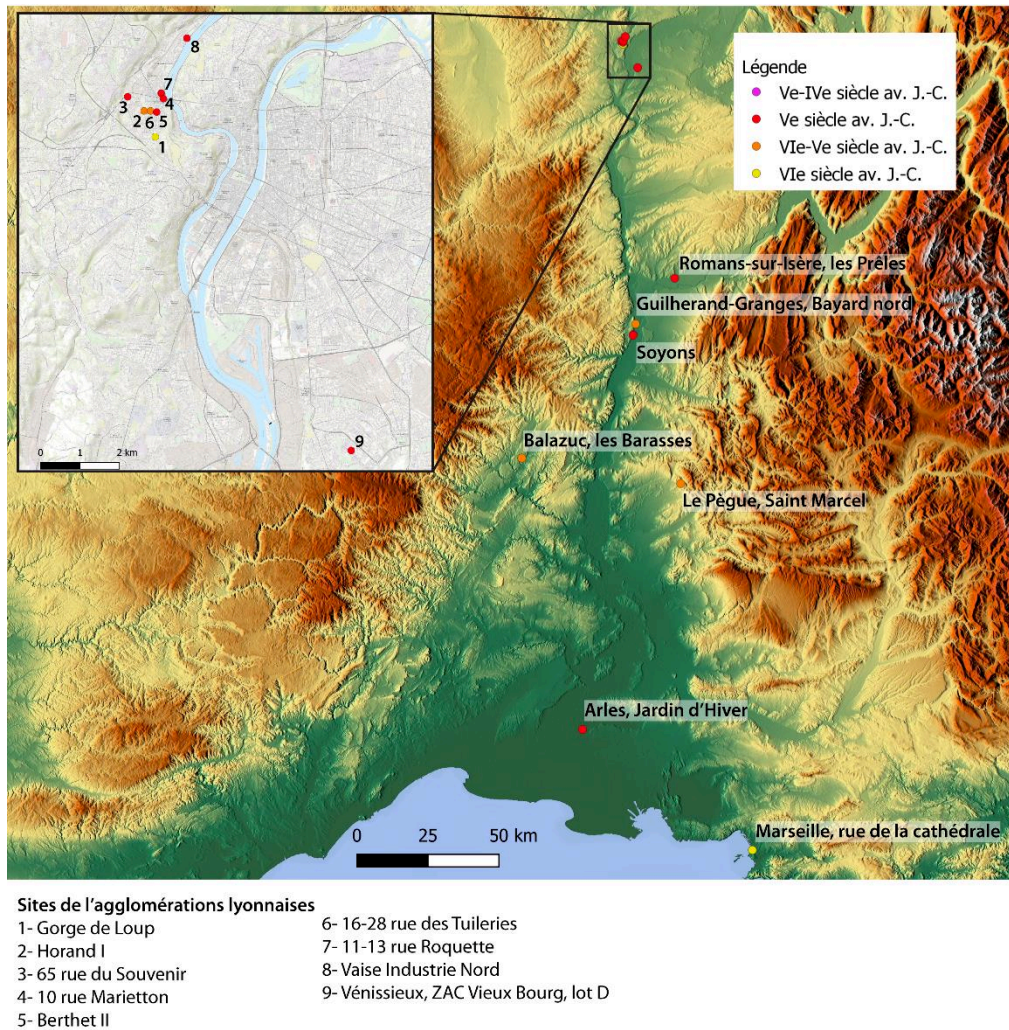 8
7
3
4
2
6
5
1
9
0 1 2 km
Légende
Ve-IVe siècle av. J.-C.
Ve siècle av. J.-C.
VIe-Ve siècle av. J.-C.
VIe siècle av. J.-C.
Romans-sur-Isère, les Prêles
Guilherand-Granges, Bayard nord
Soyons
Balazuc, les Barasses
Le Pègue, Saint Marcel
Arles, Jardin d'Hiver
0 25 50 km
Marseille, rue de la cathédrale
Sites de l'agglomérations lyonnaises
1- Gorge de Loup
2- Horand I
3- 65 rue du Souvenir
4- 10 rue Marietton
5- Berthet II
6- 16-28 rue des Tuileries
7- 11-13 rue Roquette
8- Vaise Industrie Nord
9- Vénissieux, ZAC Vieux Bourg, lot D